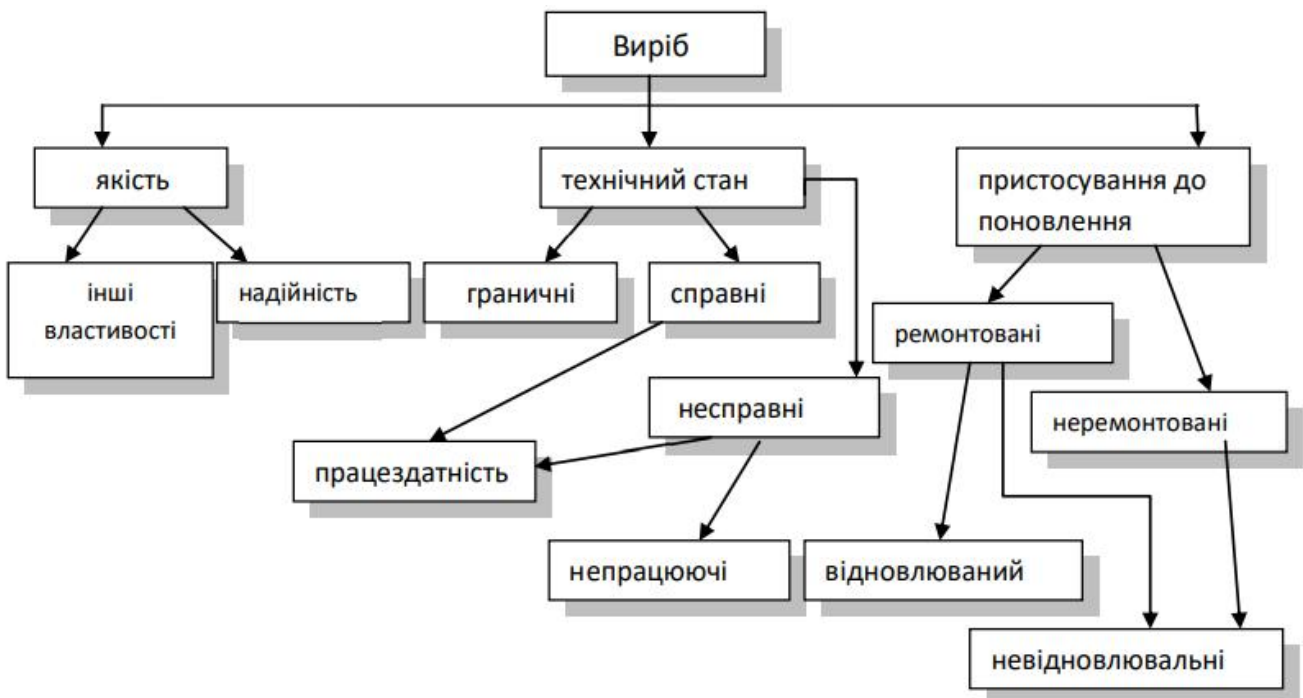 Виріб
якість
технічний стан
пристосування до
поновлення
інші
властивості
надійність
граничні
справні
ремонтовані
несправні
неремонтовані
працездатність
непрацюючі
відновлюваний
невідновлювальні